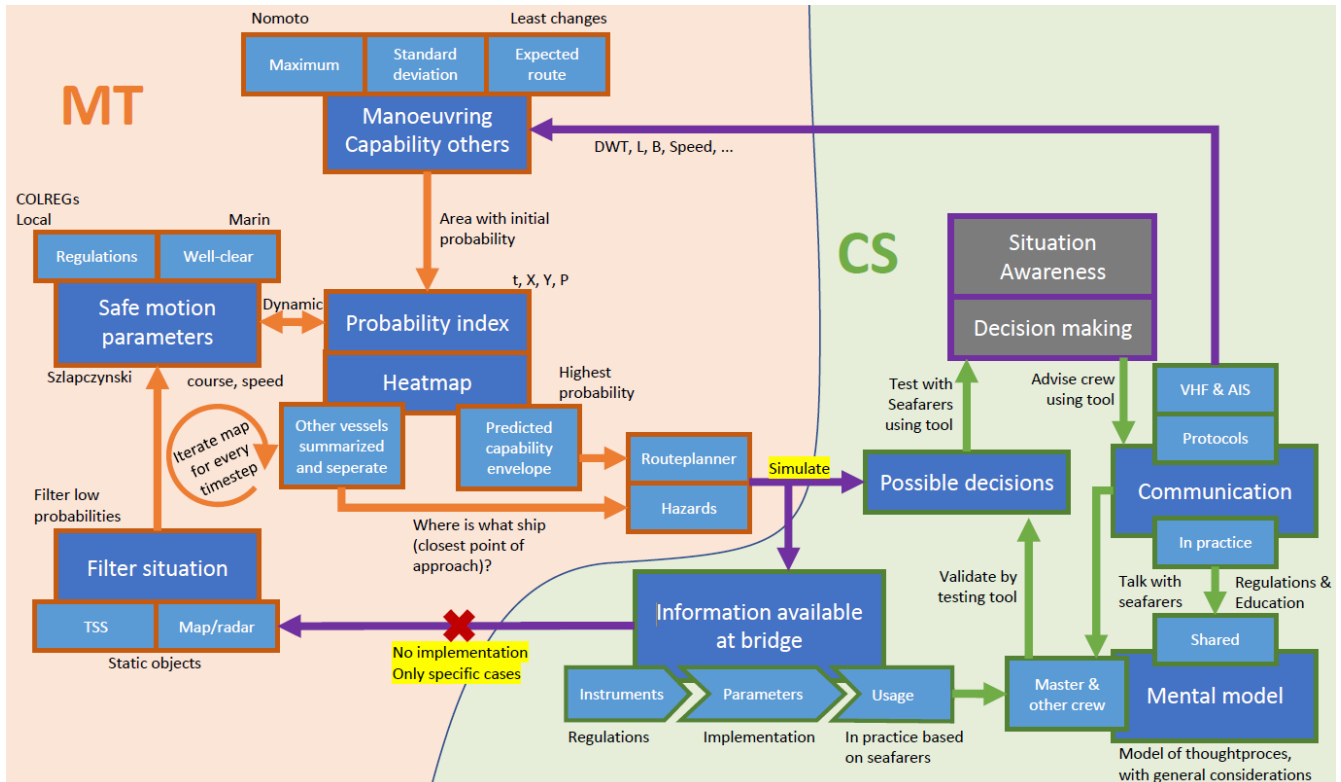 MT
Nomoto
Least changes
Maximum
Standard
deviation
Expected
route
Manoeuvring
Capability others
DWT, L, B, Speed, ...
Area with initial
probability
COLREGs
Local
Marin
Regulations
Well-clear
Safe motion
parameters
Szlapczynski
Dynamic
t, X, Y, P
Probability index
Heatmap
Highest
probability
course, speed
Iterate map
for every
timestep
Other vessels
summarized
and seperate
Predicted
capability
envelope
Routeplanner
Hazards
Simulate
Where is what ship
(closest point of
approach)?
Filter low
probabilities
Filter situation
TSS
Map/radar
Static objects
No implementation
Only specific cases
CS
Situation
Awareness
Decision making
Test with
Seafarers
using tool
Advise crew
using tool
VHF & AIS
Protocols
Communication
In practice
Possible decisions
Validate by
testing tool
Talk with
seafarers
Regulations &
Education
Shared
Mental model
Master &
other crew
Model of thoughtproces,
with general considerations
Information available
at bridge
Instruments
Parameters
Usage
Regulations
Implementation
In practice based
on seafarers